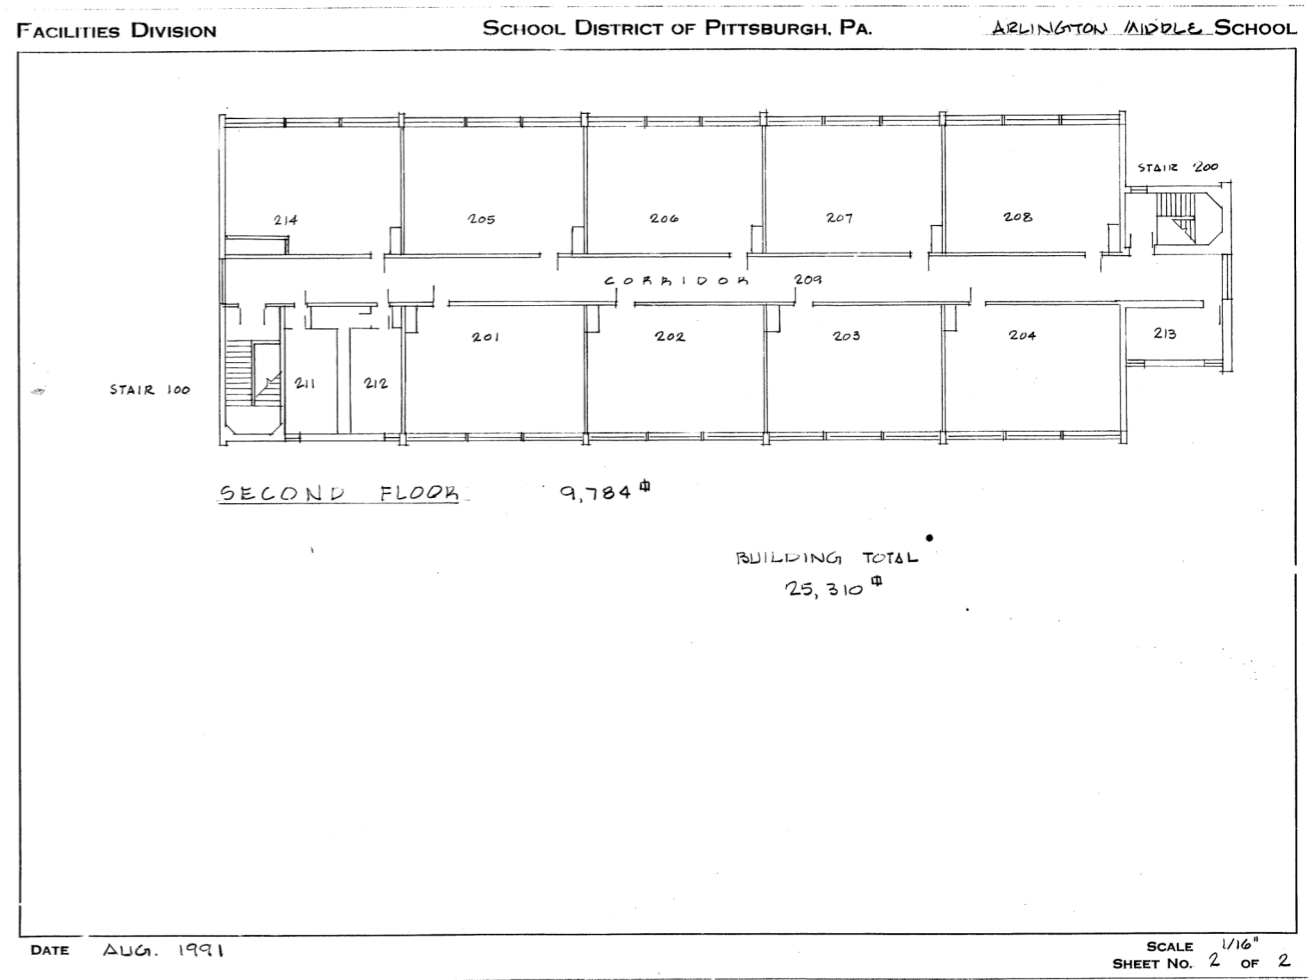 FACILITIES DIVISION SCHOOL DISTRICT OF PITTSBURGH, PA. ARLINGTON MIDDLE SCHOOL
STAIR 200
214 205 206 207 208
CORRIDOR 209
201 202 203 204 213
STAIR 100 211 212
SECOND FLOOR 9,784
BUILDING TOTAL
25,310
DATE AUG. 1991 SCALE 1/16"
SHEET NO. 2 OF 2